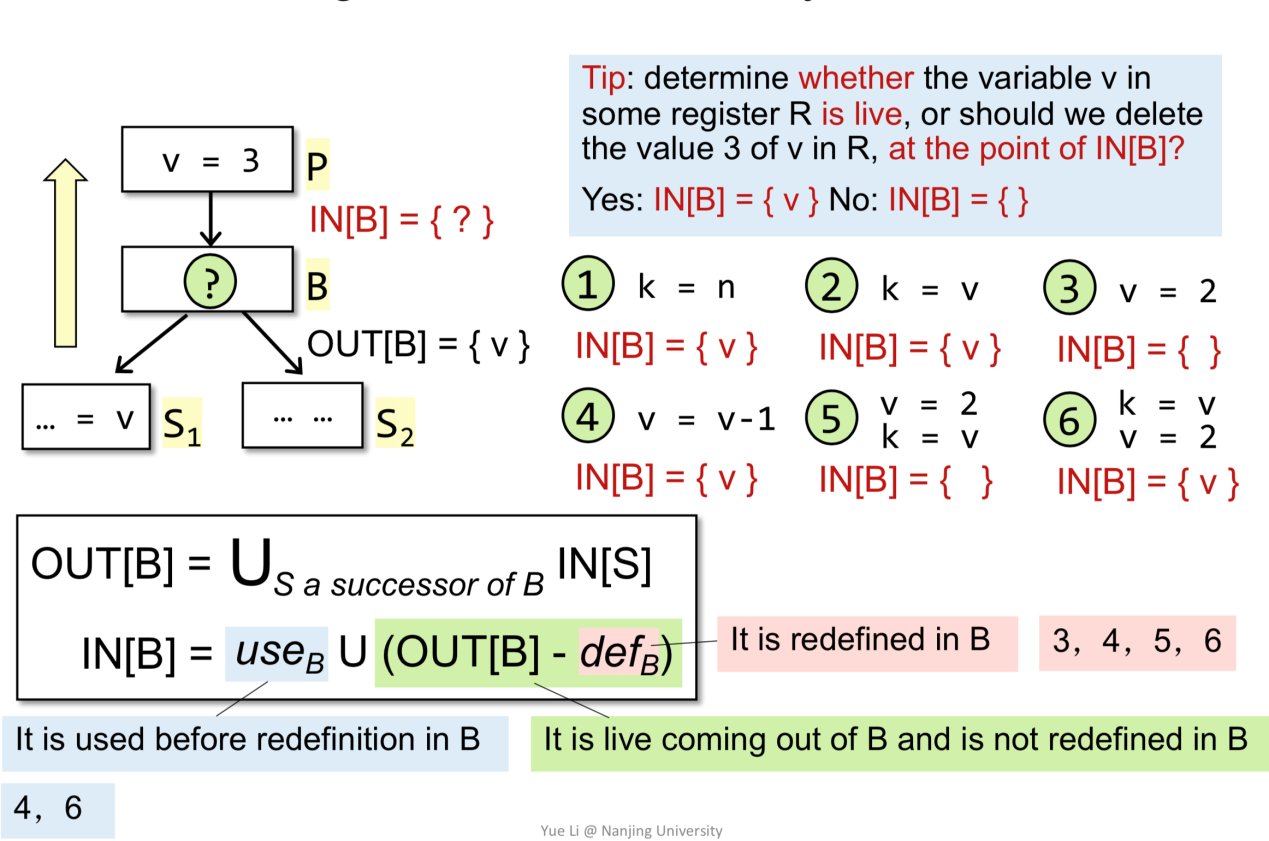 Tip: determine whether the variable v in
some register R is live, or should we delete
the value 3 of v in R, at the point of IN[B]?
Yes: IN[B] = { v } No: IN[B] = { }
v = 3
P
IN[B] = { ? }
?
B
OUT[B] = { v }
... = v
S1
... ...
S2
1 k = n
IN[B] = { v }
2 k = v
IN[B] = { v }
3 v = 2
IN[B] = { }
4 v = v-1
IN[B] = { v }
5 v = 2
k = v
IN[B] = { }
6 k = v
v = 2
IN[B] = { v }
OUT[B] = ∪S a successor of B IN[S]
IN[B] = useB U (OUT[B] - defB)
It is redefined in B
3, 4, 5, 6
It is used before redefinition in B
It is live coming out of B and is not redefined in B
4, 6
Yue Li @ Nanjing University